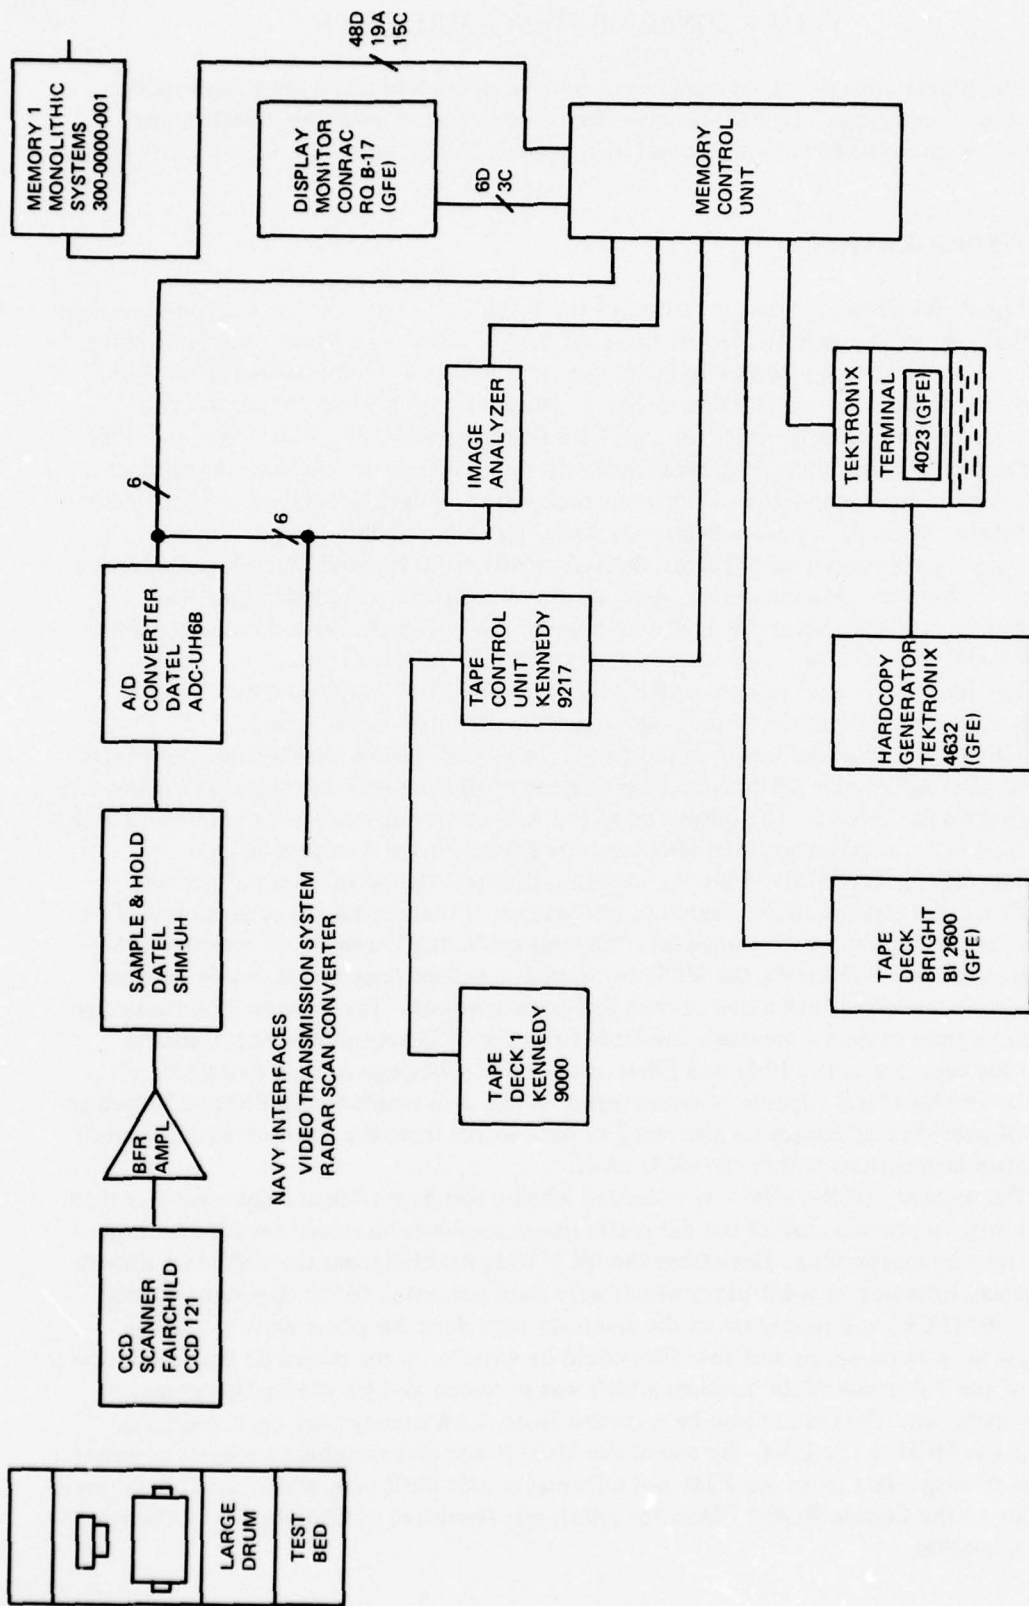 LARGE
DRUM
TEST
BED
CCD
SCANNER
FAIRCHILD
CCD 121
BFR
AMPL
SAMPLE & HOLD
DATEL
SHM-UH
A/D
CONVERTER
DATEL
ADC-UH6B
6
6
NAVY INTERFACES
VIDEO TRANSMISSION SYSTEM
RADAR SCAN CONVERTER
IMAGE
ANALYZER
MEMORY 1
MONOLITHIC
SYSTEMS
300-0000-001
48D
19A
15C
DISPLAY
MONITOR
CONRAC
RQ B-17
(GFE)
6D
3C
MEMORY
CONTROL
UNIT
TAPE
CONTROL
UNIT
KENNEDY
9217
TAPE
DECK 1
KENNEDY
9000
TEKTRONIX
TERMINAL
4023 (GFE)
HARDCOPY
GENERATOR
TEKTRONIX
4632
(GFE)
TAPE
DECK
BRIGHT
BI 2600
(GFE)